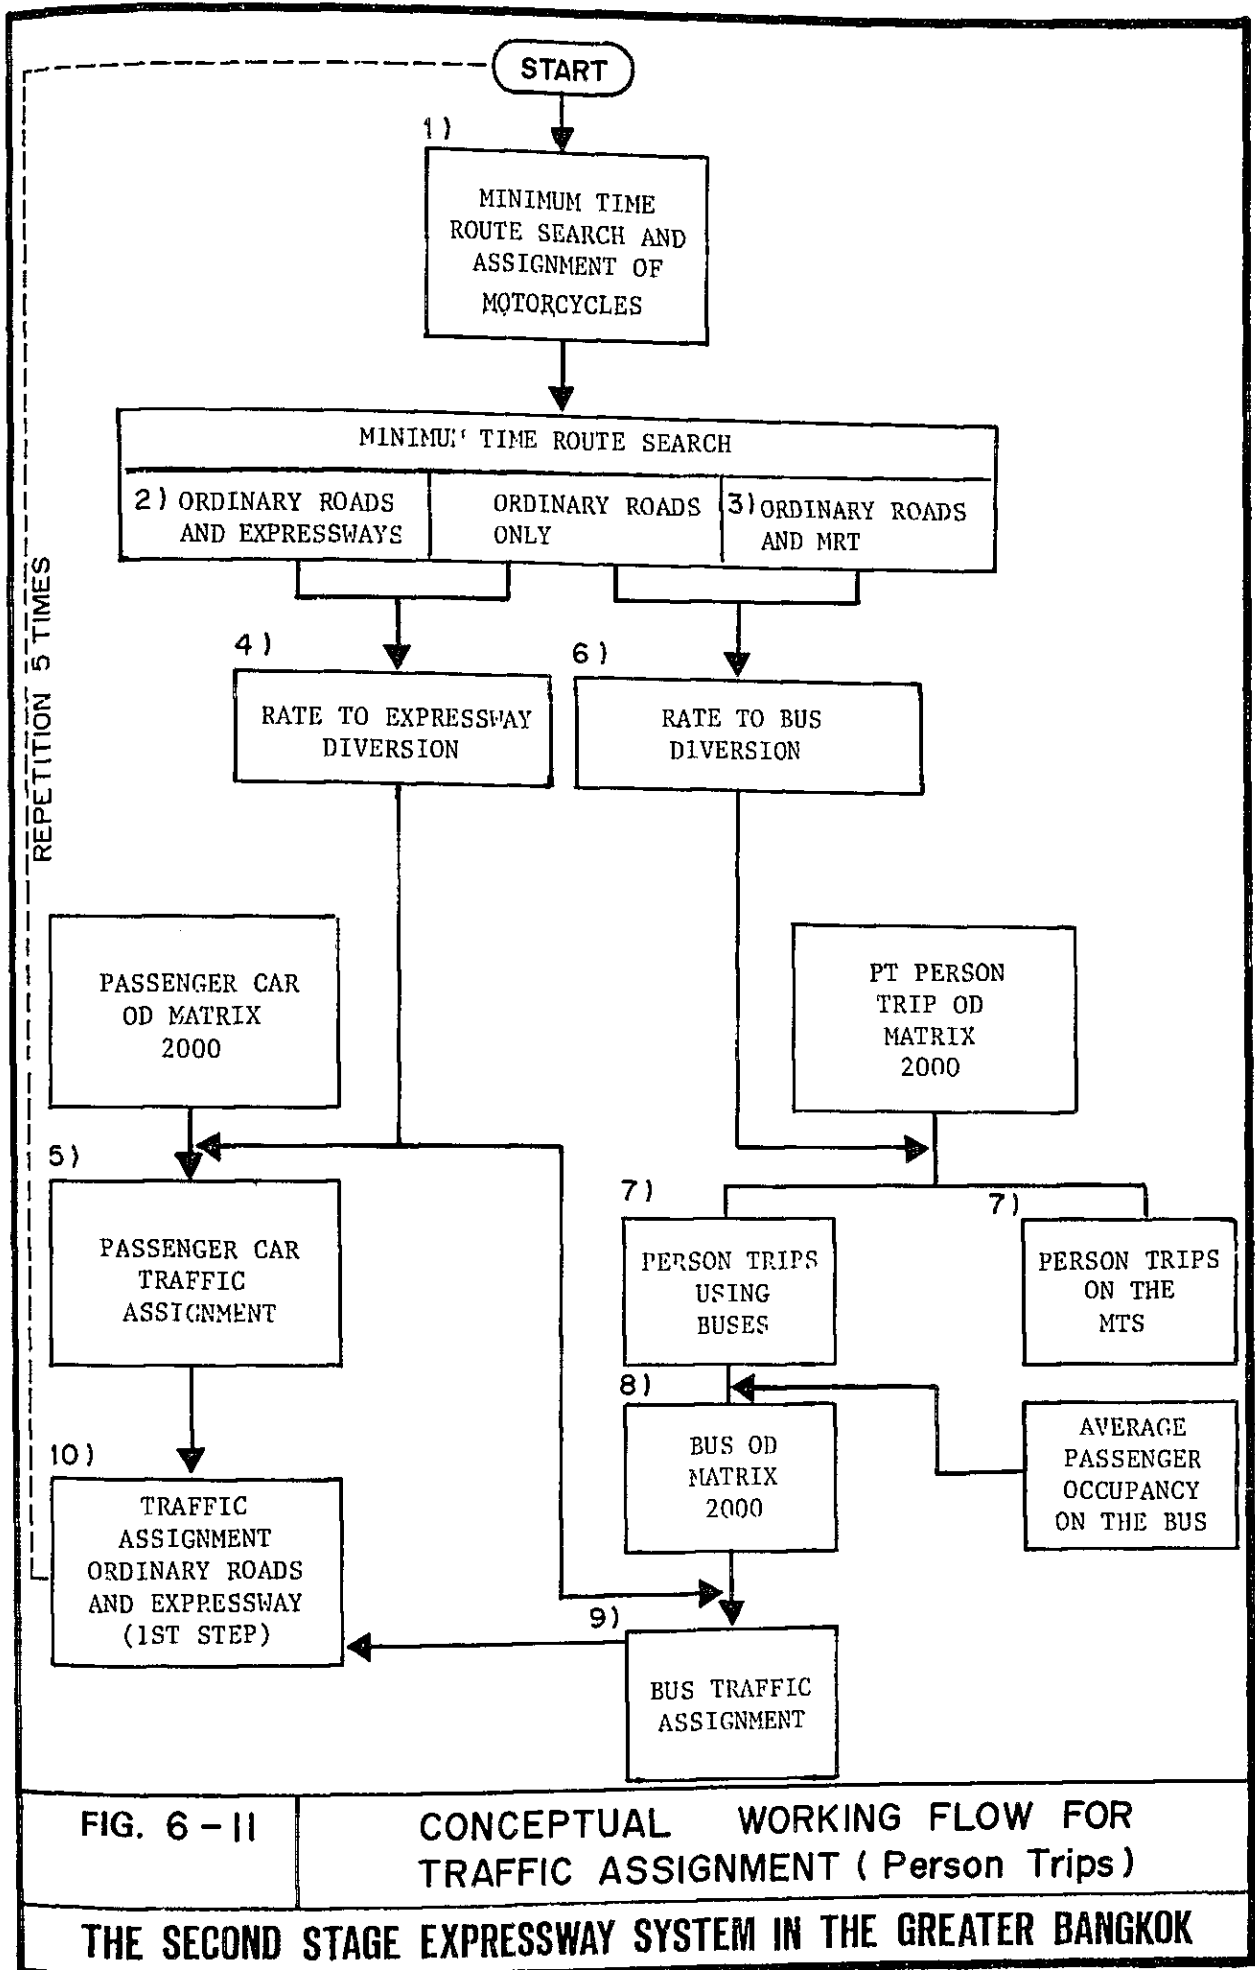 START
1)
MINIMUM TIME
ROUTE SEARCH AND
ASSIGNMENT OF
MOTORCYCLES
MINIMUM TIME ROUTE SEARCH
2) ORDINARY ROADS
AND EXPRESSWAYS
ORDINARY ROADS
ONLY
3) ORDINARY ROADS
AND MRT
REPETITION 5 TIMES
4)
RATE TO EXPRESSWAY
DIVERSION
6)
RATE TO BUS
DIVERSION
PASSENGER CAR
OD MATRIX
2000
PT PERSON
TRIP OD
MATRIX
2000
5)
PASSENGER CAR
TRAFFIC
ASSIGNMENT
7)
PERSON TRIPS
USING
BUSES
7)
PERSON TRIPS
ON THE
MTS
8)
BUS OD
MATRIX
2000
AVERAGE
PASSENGER
OCCUPANCY
ON THE BUS
10)
TRAFFIC
ASSIGNMENT
ORDINARY ROADS
AND EXPRESSWAY
(1ST STEP)
9)
BUS TRAFFIC
ASSIGNMENT
FIG. 6-11
CONCEPTUAL WORKING FLOW FOR
TRAFFIC ASSIGNMENT (Person Trips)
THE SECOND STAGE EXPRESSWAY SYSTEM IN THE GREATER BANGKOK